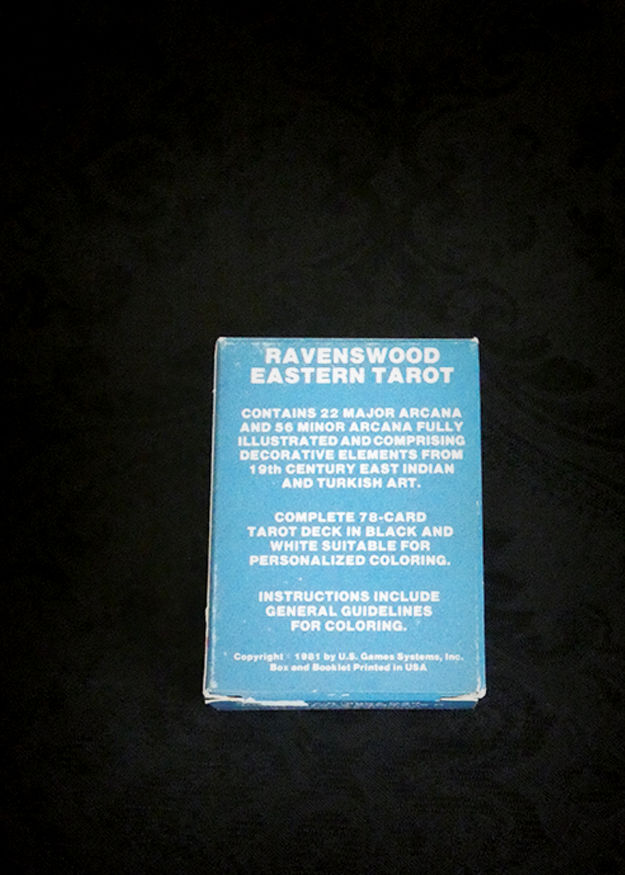 RAVENSWOOD
EASTERN TAROT
CONTAINS 22 MAJOR ARCANA
AND 56 MINOR ARCANA FULLY
ILLUSTRATED AND COMPRISING
DECORATIVE ELEMENTS FROM
19th CENTURY EAST INDIAN
AND TURKISH ART.
COMPLETE 78-CARD
TAROT DECK IN BLACK AND
WHITE SUITABLE FOR
PERSONALIZED COLORING.
INSTRUCTIONS INCLUDE
GENERAL GUIDELINES
FOR COLORING.
Copyright 1981 by U.S. Games Systems, Inc.
Box and Booklet Printed in USA